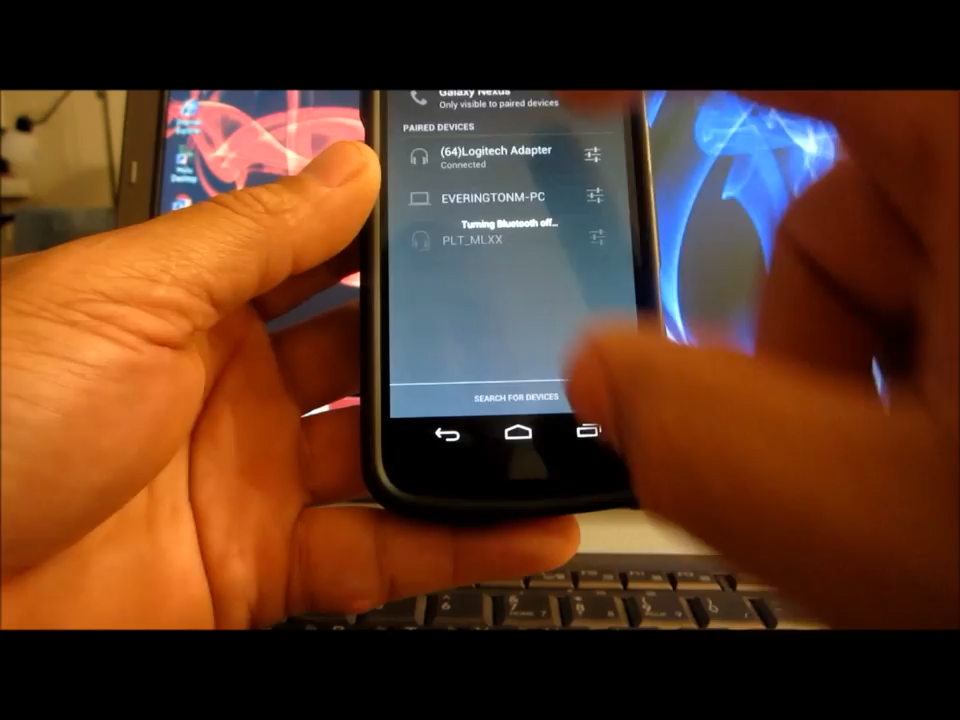 Galaxy Nexus
Only visible to paired devices
PAIRED DEVICES
(64)Logitech Adapter
Connected
EVERINGTONM-PC
Turning Bluetooth off...
PLT_MLXX
SEARCH FOR DEVICES